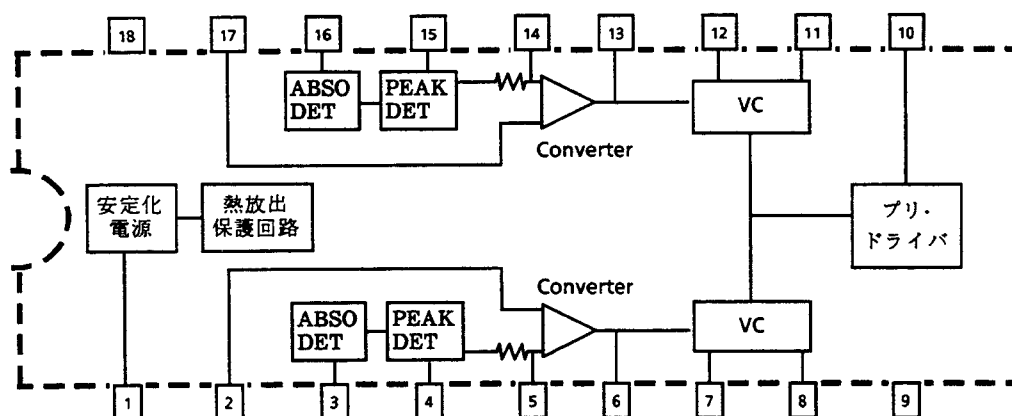 18 17 16 15 14 13 12 11 10
ABSO
DET
PEAK
DET
Converter
VC
安定化
電源
熱放出
保護回路
プリ・
ドライバ
ABSO
DET
PEAK
DET
Converter
VC
1 2 3 4 5 6 7 8 9